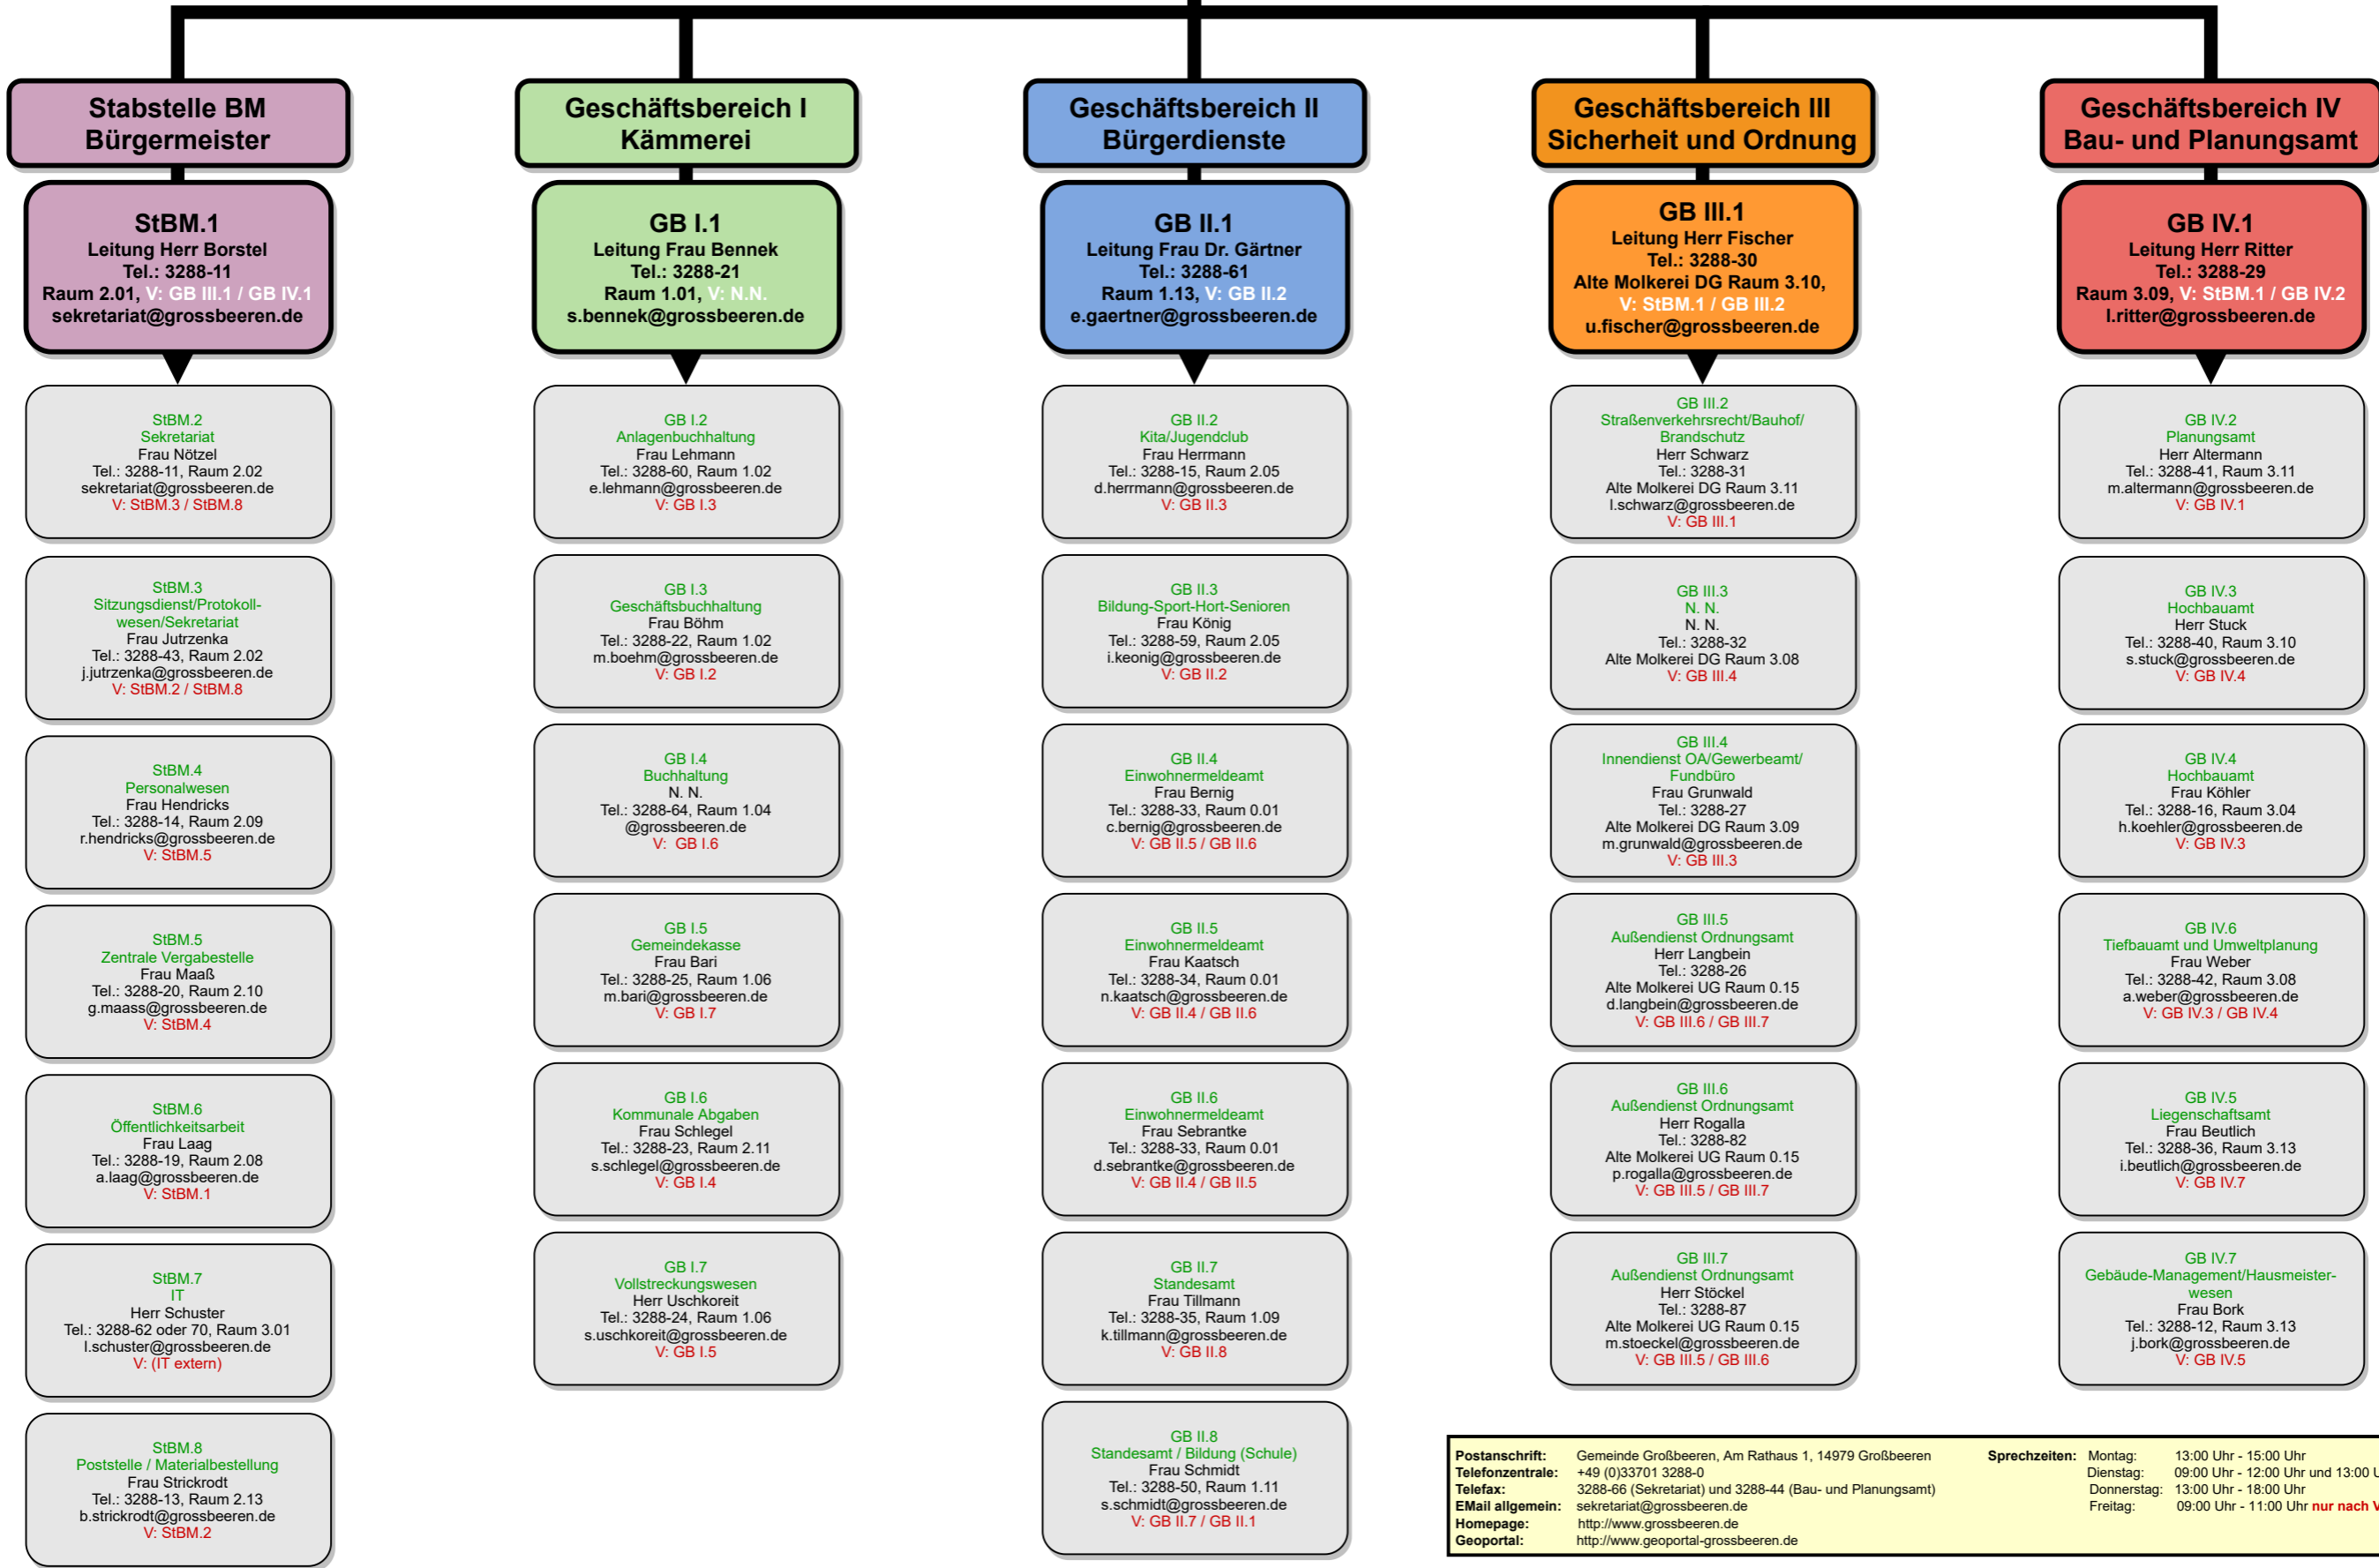 Stabstelle BM
Bürgermeister
StBM.1
Leitung Herr Borstel
Tel.: 3288-11
Raum 2.01, V: GB III.1 / GB IV.1
sekretariat@grossbeeren.de
StBM.2
Sekretariat
Frau Nötzel
Tel.: 3288-11, Raum 2.02
sekretariat@grossbeeren.de
V: StBM.3 / StBM.8
StBM.3
Sitzungsdienst/Protokoll-
wesen/Sekretariat
Frau Jutrzenka
Tel.: 3288-43, Raum 2.02
j.jutrzenka@grossbeeren.de
V: StBM.2 / StBM.8
StBM.4
Personalwesen
Frau Hendricks
Tel.: 3288-14, Raum 2.09
r.hendricks@grossbeeren.de
V: StBM.5
StBM.5
Zentrale Vergabestelle
Frau Maaß
Tel.: 3288-20, Raum 2.10
g.maass@grossbeeren.de
V: StBM.4
StBM.6
Öffentlichkeitsarbeit
Frau Laag
Tel.: 3288-19, Raum 2.08
a.laag@grossbeeren.de
V: StBM.1
StBM.7
IT
Herr Schuster
Tel.: 3288-62 oder 70, Raum 3.01
l.schuster@grossbeeren.de
V: (IT extern)
StBM.8
Poststelle / Materialbestellung
Frau Strickrodt
Tel.: 3288-13, Raum 2.13
b.strickrodt@grossbeeren.de
V: StBM.2
Geschäftsbereich I
Kämmerei
GB I.1
Leitung Frau Bennek
Tel.: 3288-21
Raum 1.01, V: N.N.
s.bennek@grossbeeren.de
GB I.2
Anlagenbuchhaltung
Frau Lehmann
Tel.: 3288-60, Raum 1.02
e.lehmann@grossbeeren.de
V: GB I.3
GB I.3
Geschäftsbuchhaltung
Frau Böhm
Tel.: 3288-22, Raum 1.02
m.boehm@grossbeeren.de
V: GB I.2
GB I.4
Buchhaltung
N. N.
Tel.: 3288-64, Raum 1.04
@grossbeeren.de
V: GB I.6
GB I.5
Gemeindekasse
Frau Bari
Tel.: 3288-25, Raum 1.06
m.bari@grossbeeren.de
V: GB I.7
GB I.6
Kommunale Abgaben
Frau Schlegel
Tel.: 3288-23, Raum 2.11
s.schlegel@grossbeeren.de
V: GB I.4
GB I.7
Vollstreckungswesen
Herr Uschkoreit
Tel.: 3288-24, Raum 1.06
s.uschkoreit@grossbeeren.de
V: GB I.5
Geschäftsbereich II
Bürgerdienste
GB II.1
Leitung Frau Dr. Gärtner
Tel.: 3288-61
Raum 1.13, V: GB II.2
e.gaertner@grossbeeren.de
GB II.2
Kita/Jugendclub
Frau Herrmann
Tel.: 3288-15, Raum 2.05
d.herrmann@grossbeeren.de
V: GB II.3
GB II.3
Bildung-Sport-Hort-Senioren
Frau König
Tel.: 3288-59, Raum 2.05
i.keonig@grossbeeren.de
V: GB II.2
GB II.4
Einwohnermeldeamt
Frau Bernig
Tel.: 3288-33, Raum 0.01
c.bernig@grossbeeren.de
V: GB II.5 / GB II.6
GB II.5
Einwohnermeldeamt
Frau Kaatsch
Tel.: 3288-34, Raum 0.01
n.kaatsch@grossbeeren.de
V: GB II.4 / GB II.6
GB II.6
Einwohnermeldeamt
Frau Sebrantke
Tel.: 3288-33, Raum 0.01
d.sebrantke@grossbeeren.de
V: GB II.4 / GB II.5
GB II.7
Standesamt
Frau Tillmann
Tel.: 3288-35, Raum 1.09
k.tillmann@grossbeeren.de
V: GB II.8
GB II.8
Standesamt / Bildung (Schule)
Frau Schmidt
Tel.: 3288-50, Raum 1.11
s.schmidt@grossbeeren.de
V: GB II.7 / GB II.1
Geschäftsbereich III
Sicherheit und Ordnung
GB III.1
Leitung Herr Fischer
Tel.: 3288-30
Alte Molkerei DG Raum 3.10,
V: StBM.1 / GB III.2
u.fischer@grossbeeren.de
GB III.2
Straßenverkehrsrecht/Bauhof/
Brandschutz
Herr Schwarz
Tel.: 3288-31
Alte Molkerei DG Raum 3.11
l.schwarz@grossbeeren.de
V: GB III.1
GB III.3
N. N.
N. N.
Tel.: 3288-32
Alte Molkerei DG Raum 3.08
V: GB III.4
GB III.4
Innendienst OA/Gewerbeamt/
Fundbüro
Frau Grunwald
Tel.: 3288-27
Alte Molkerei DG Raum 3.09
m.grunwald@grossbeeren.de
V: GB III.3
GB III.5
Außendienst Ordnungsamt
Herr Langbein
Tel.: 3288-26
Alte Molkerei UG Raum 0.15
d.langbein@grossbeeren.de
V: GB III.6 / GB III.7
GB III.6
Außendienst Ordnungsamt
Herr Rogalla
Tel.: 3288-82
Alte Molkerei UG Raum 0.15
p.rogalla@grossbeeren.de
V: GB III.5 / GB III.7
GB III.7
Außendienst Ordnungsamt
Herr Stöckel
Tel.: 3288-87
Alte Molkerei UG Raum 0.15
m.stoeckel@grossbeeren.de
V: GB III.5 / GB III.6
Geschäftsbereich IV
Bau- und Planungsamt
GB IV.1
Leitung Herr Ritter
Tel.: 3288-29
Raum 3.09, V: StBM.1 / GB IV.2
l.ritter@grossbeeren.de
GB IV.2
Planungsamt
Herr Altermann
Tel.: 3288-41, Raum 3.11
m.altermann@grossbeeren.de
V: GB IV.1
GB IV.3
Hochbauamt
Herr Stuck
Tel.: 3288-40, Raum 3.10
s.stuck@grossbeeren.de
V: GB IV.4
GB IV.4
Hochbauamt
Frau Köhler
Tel.: 3288-16, Raum 3.04
h.koehler@grossbeeren.de
V: GB IV.3
GB IV.6
Tiefbauamt und Umweltplanung
Frau Weber
Tel.: 3288-42, Raum 3.08
a.weber@grossbeeren.de
V: GB IV.3 / GB IV.4
GB IV.5
Liegenschaftsamt
Frau Beutlich
Tel.: 3288-36, Raum 3.13
i.beutlich@grossbeeren.de
V: GB IV.7
GB IV.7
Gebäude-Management/Hausmeister-
wesen
Frau Bork
Tel.: 3288-12, Raum 3.13
j.bork@grossbeeren.de
V: GB IV.5
Postanschrift: Gemeinde Großbeeren, Am Rathaus 1, 14979 Großbeeren
Telefonzentrale: +49 (0)33701 3288-0
Telefax: 3288-66 (Sekretariat) und 3288-44 (Bau- und Planungsamt)
EMail allgemein: sekretariat@grossbeeren.de
Homepage: http://www.grossbeeren.de
Geoportal: http://www.geoportal-grossbeeren.de
Sprechzeiten: Montag: 13:00 Uhr - 15:00 Uhr
Dienstag: 09:00 Uhr - 12:00 Uhr und 13:00
Donnerstag: 13:00 Uhr - 18:00 Uhr
Freitag: 09:00 Uhr - 11:00 Uhr nur nach